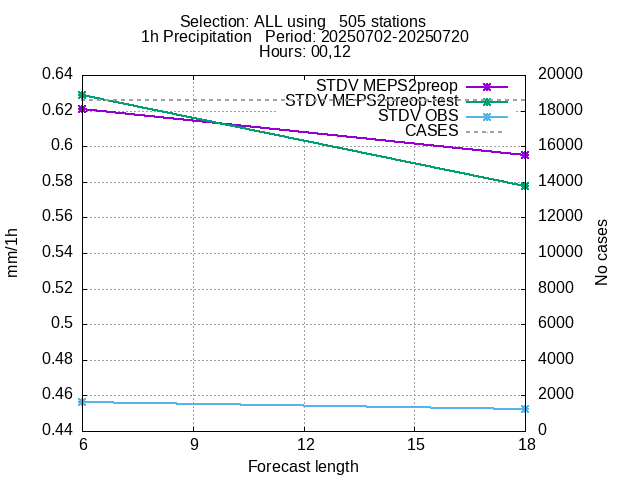 Selection: ALL using   505 stations
1h Precipitation   Period: 20250702-20250720
Hours: 00,12
STDV MEPS2preop
STDV MEPS2preop-test
STDV OBS
CASES
0.64
0.62
0.6
0.58
0.56
0.54
0.52
0.5
0.48
0.46
0.44
mm/1h
20000
18000
16000
14000
12000
10000
8000
6000
4000
2000
0
No cases
6 9 12 15 18
Forecast length